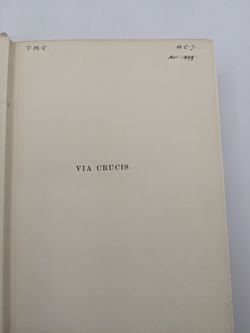 F.M.C
M.C.J.
Nov. 1899.
VIA CRUCIS